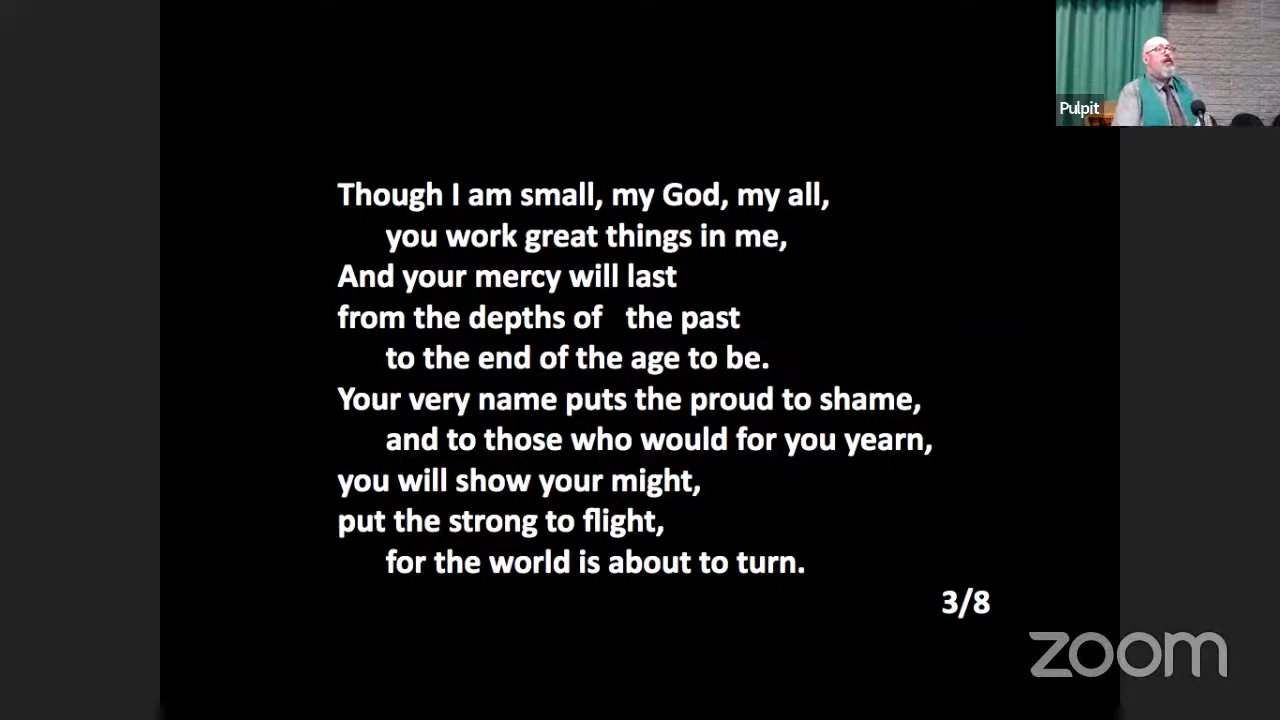 Pulpit
Though I am small, my God, my all,
you work great things in me,
And your mercy will last
from the depths of the past
to the end of the age to be.
Your very name puts the proud to shame,
and to those who would for you yearn,
you will show your might,
put the strong to flight,
for the world is about to turn.
3/8
zoom